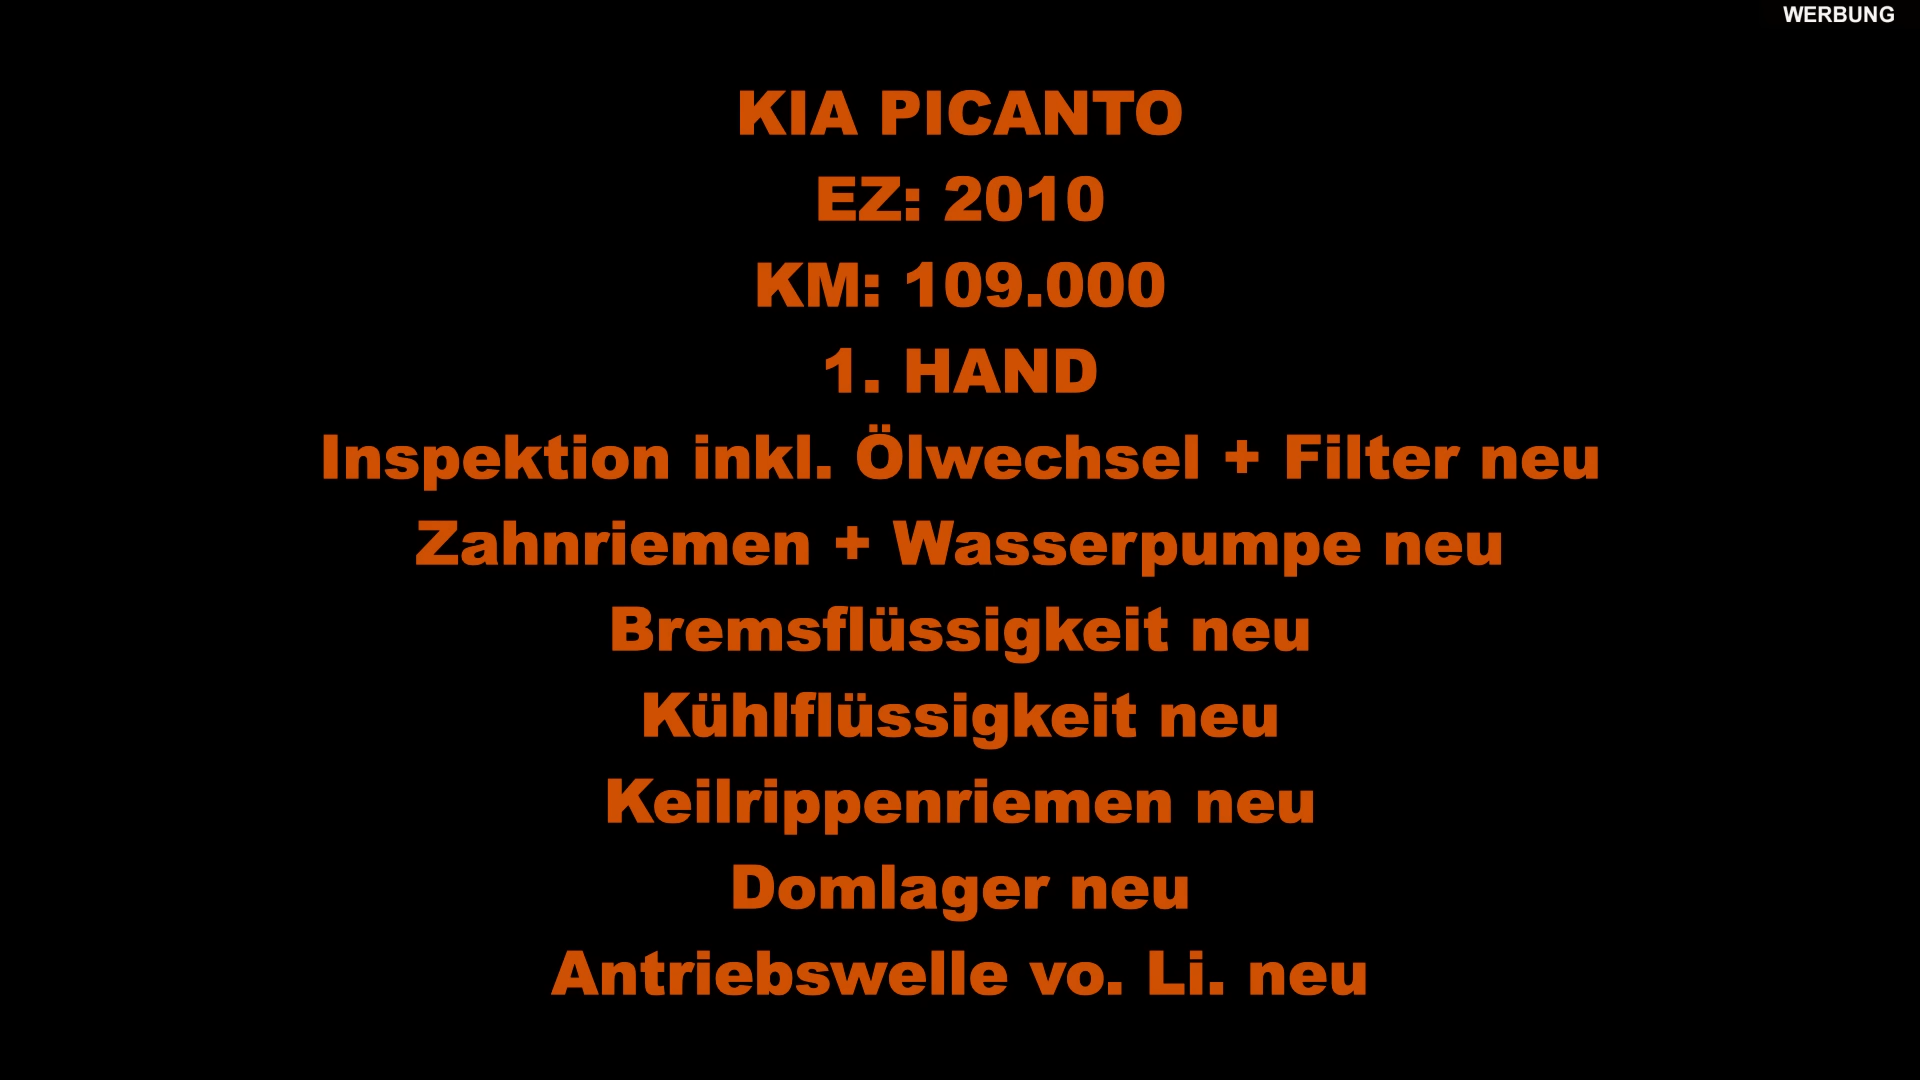 WERBUNG
KIA PICANTO
EZ: 2010
KM: 109.000
1. HAND
Inspektion inkl. Ölwechsel + Filter neu
Zahnriemen + Wasserpumpe neu
Bremsflüssigkeit neu
Kühlflüssigkeit neu
Keilrippenriemen neu
Domlager neu
Antriebswelle vo. Li. neu